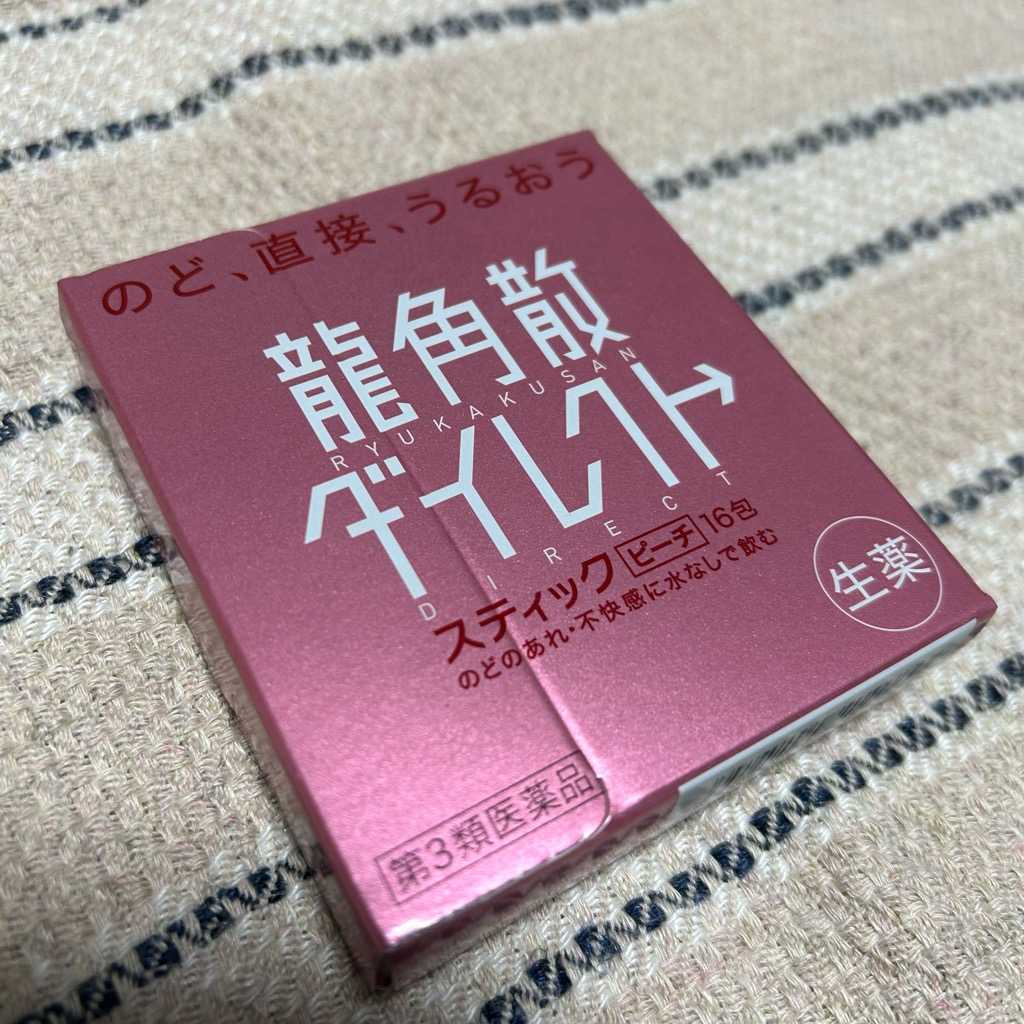 のど、直接、うるおう
龍角散
RYUKAKUSAN
ダイレクト
DIRECT
スティック ピーチ 16包
のどのあれ・不快感に水なしで飲む
生薬
第3類医薬品